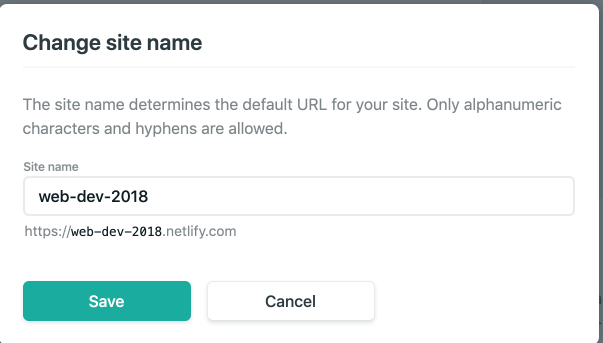 Change site name
The site name determines the default URL for your site. Only alphanumeric
characters and hyphens are allowed.
Site name
web-dev-2018
https://web-dev-2018.netlify.com
Save
Cancel